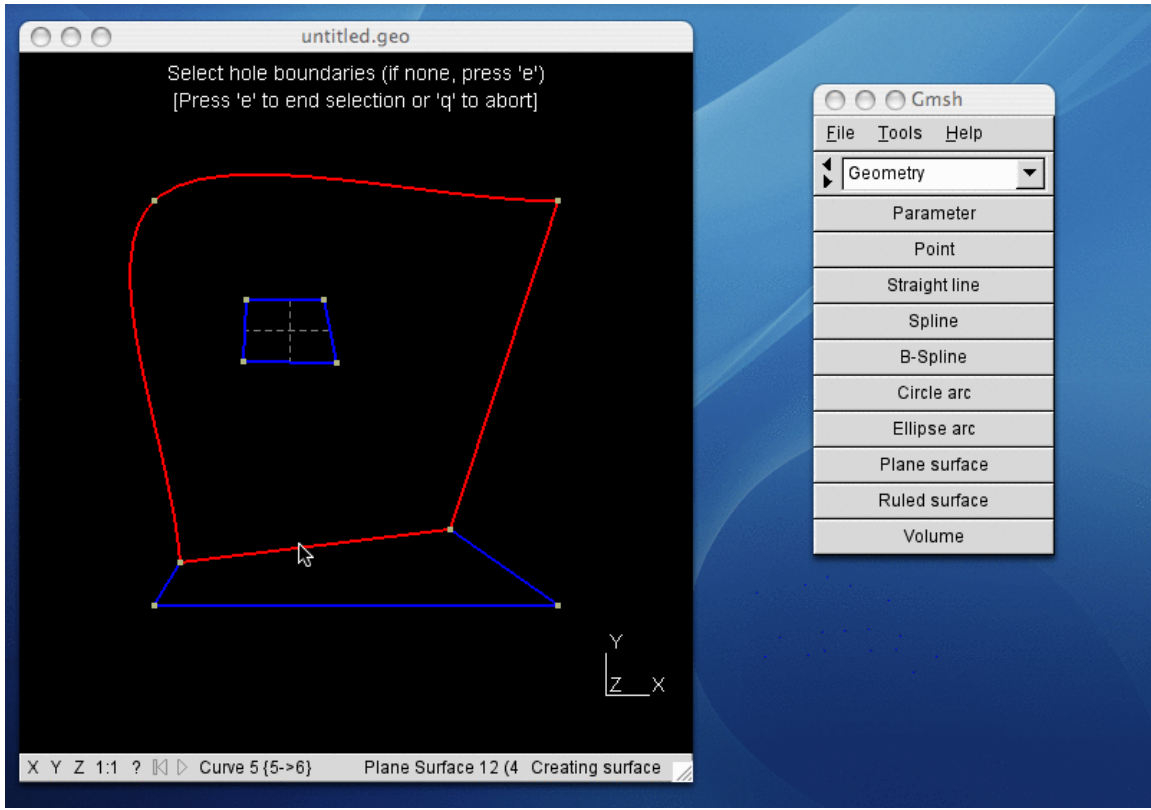 untitled.geo
Select hole boundaries (if none, press 'e')
[Press 'e' to end selection or 'q' to abort]
Y
Z X
X Y Z 1:1 ? Curve 5 {5->6} Plane Surface 12 (4 Creating surface
Gmsh
File Tools Help
Geometry
Parameter
Point
Straight line
Spline
B-Spline
Circle arc
Ellipse arc
Plane surface
Ruled surface
Volume